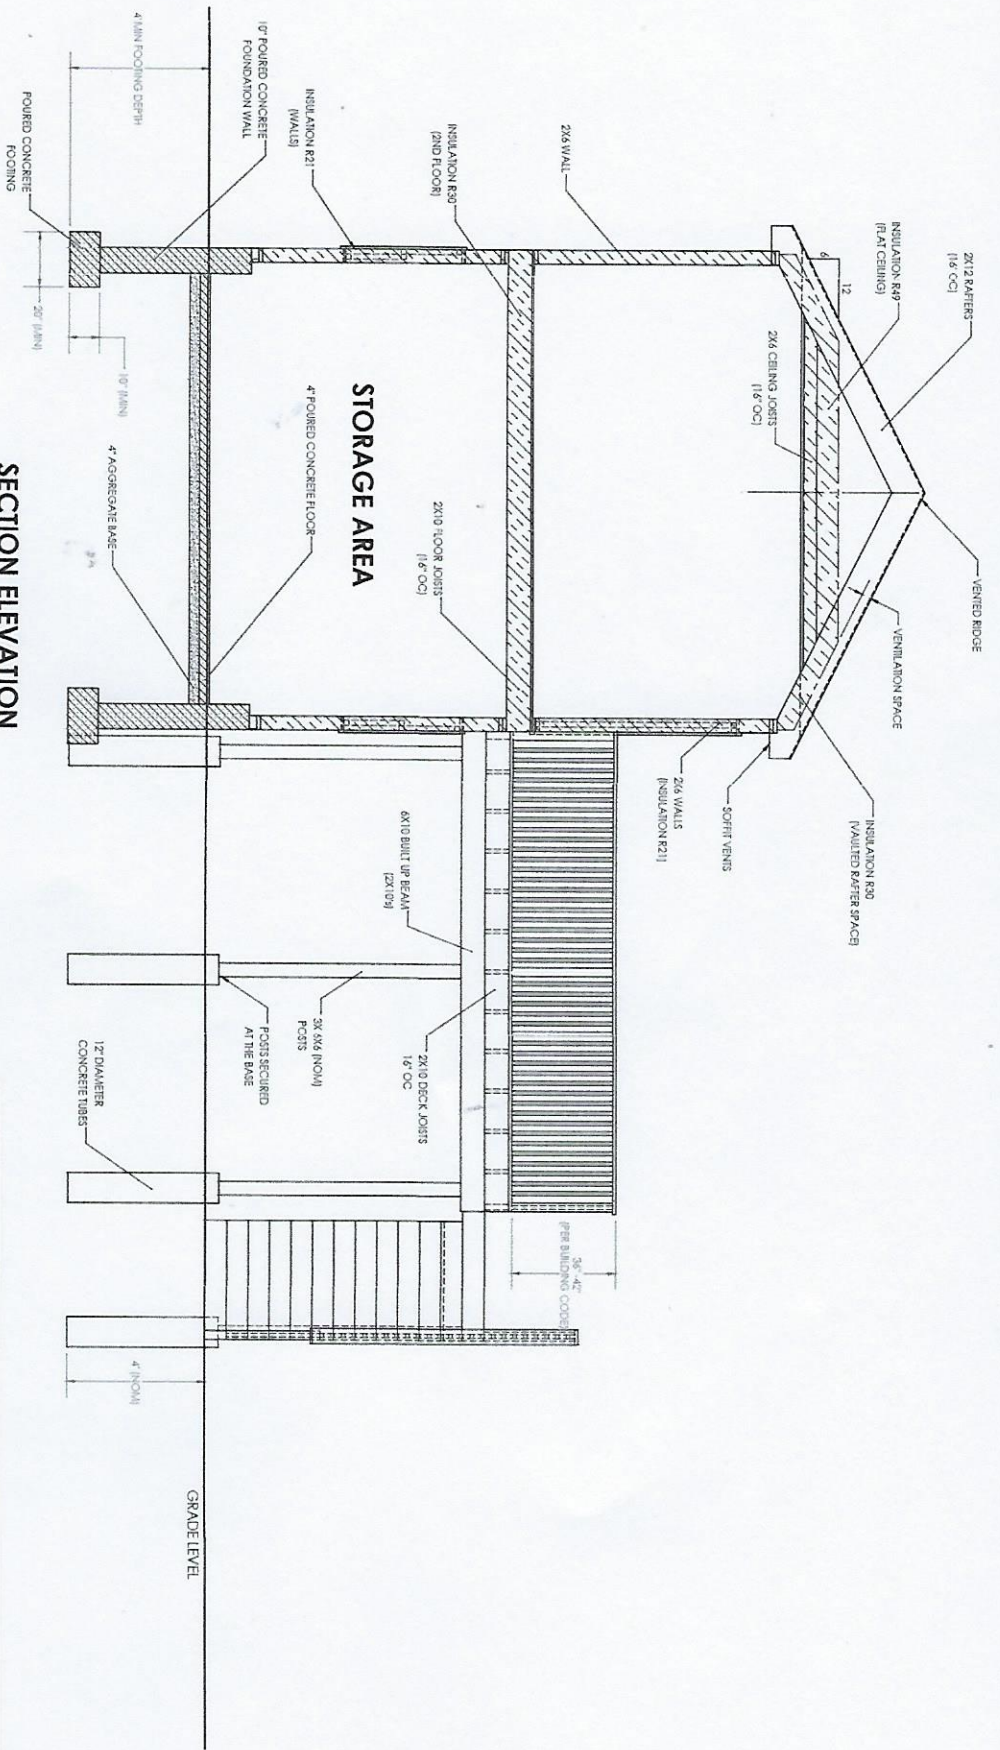 2X12 RAFTERS
(16' OC)
INSULATION R49
(FLAT CEILING)
6
12
2X6 CEILING JOISTS
(16" OC)
VENTED RIDGE
VENTILATION SPACE
INSULATION R30
(VAULTED RAFTER SPACE)
SOFFIT VENTS
2X6 WALLS
(INSULATION R21)
2X6 WALL
INSULATION R30
(2ND FLOOR)
2X10 FLOOR JOISTS
(16" OC)
INSULATION R21
(WALLS)
STORAGE AREA
10" POURED CONCRETE
FOUNDATION WALL
4" POURED CONCRETE FLOOR
4' MIN FOOTING DEPTH
POURED CONCRETE
FOOTING
20" (MIN)
10" (MIN)
4" AGGREGATE BASE
36" -42"
(PER BUILDING CODE)
6X10 BUILT UP BEAM
(2X10's)
2X10 DECK JOISTS
16" OC
3X 6X6 (NOM)
POSTS
POSTS SECURED
AT THE BASE
12" DIAMETER
CONCRETE TUBES
4' (NOM)
GRADE LEVEL
SECTION ELEVATION